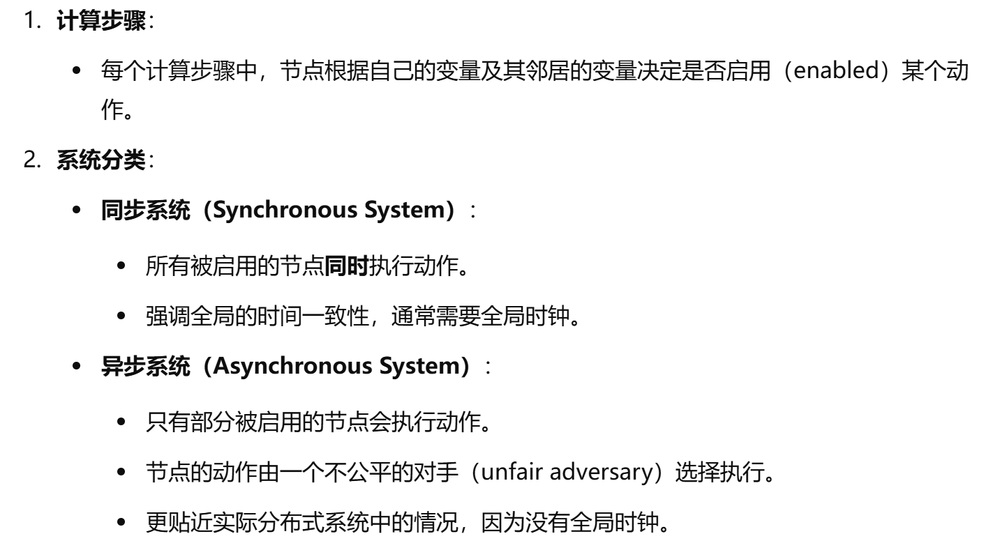 1. 计算步骤：
• 每个计算步骤中，节点根据自己的变量及其邻居的变量决定是否启用（enabled）某个动
作。
2. 系统分类：
• 同步系统（Synchronous System）：
• 所有被启用的节点同时执行动作。
• 强调全局的时间一致性，通常需要全局时钟。
• 异步系统（Asynchronous System）：
• 只有部分被启用的节点会执行动作。
• 节点的动作由一个不公平的对手（unfair adversary）选择执行。
• 更贴近实际分布式系统中的情况，因为没有全局时钟。